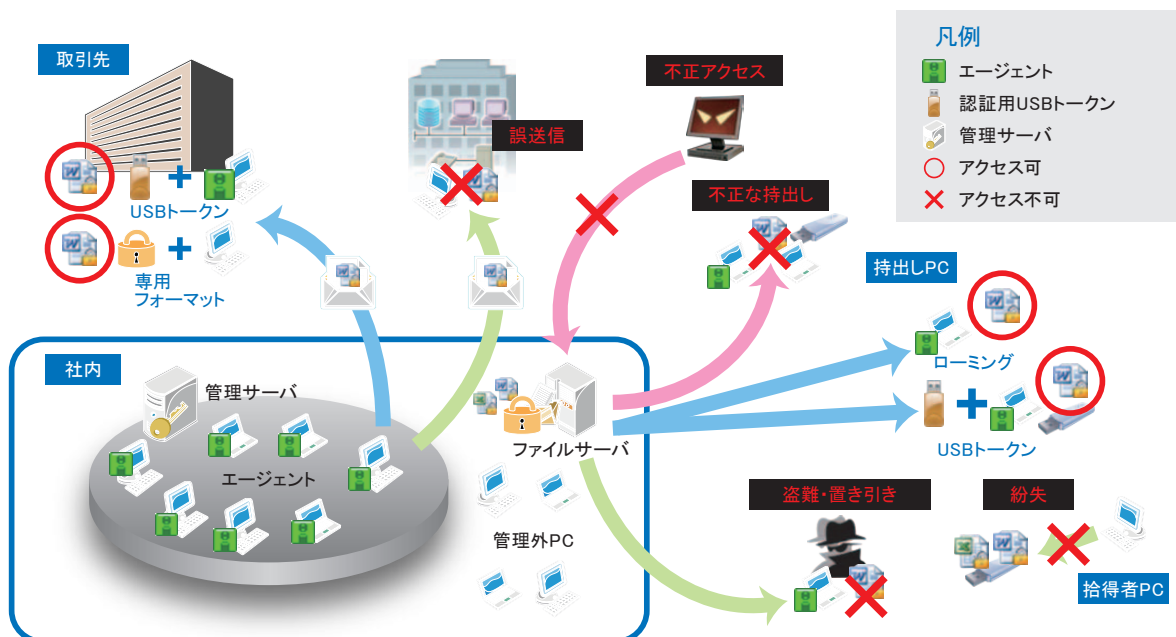 取引先
誤送信
不正アクセス
不正な持出し
凡例
エージェント
認証用USBトークン
管理サーバ
アクセス可
アクセス不可
USBトークン
専用
フォーマット
持出しPC
ローミング
USBトークン
社内
管理サーバ
エージェント
ファイルサーバ
管理外PC
盗難・置き引き
紛失
拾得者PC